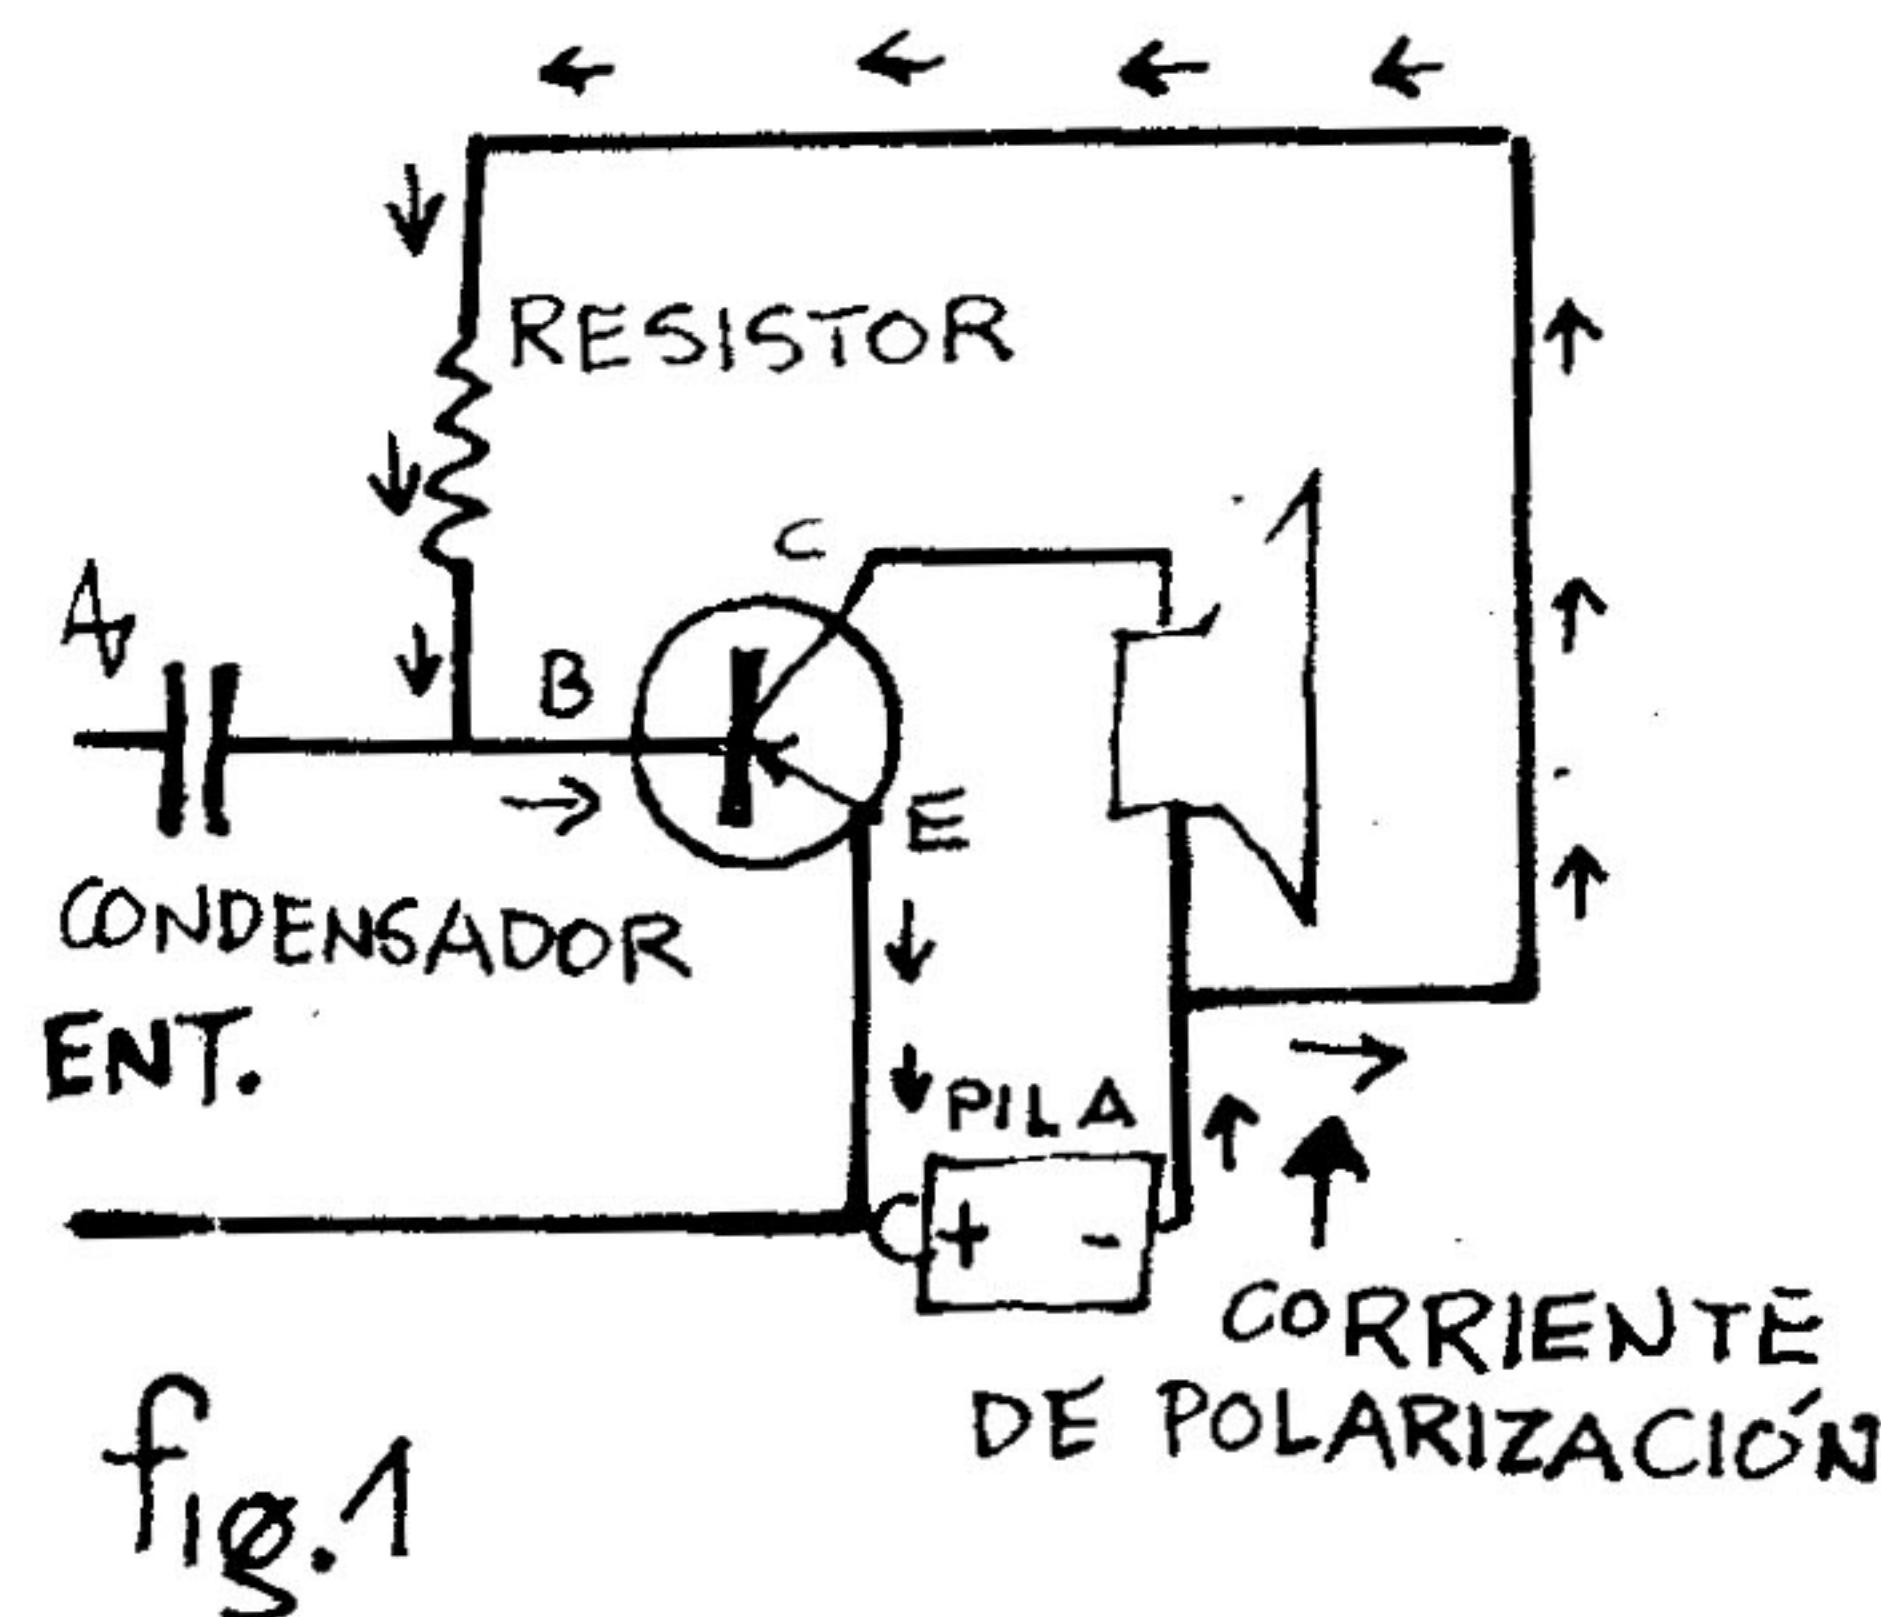 RESISTOR
C
B
E
CONDENSADOR
ENT.
PILA
+ -
CORRIENTE
DE POLARIZACIÓN
fig.1